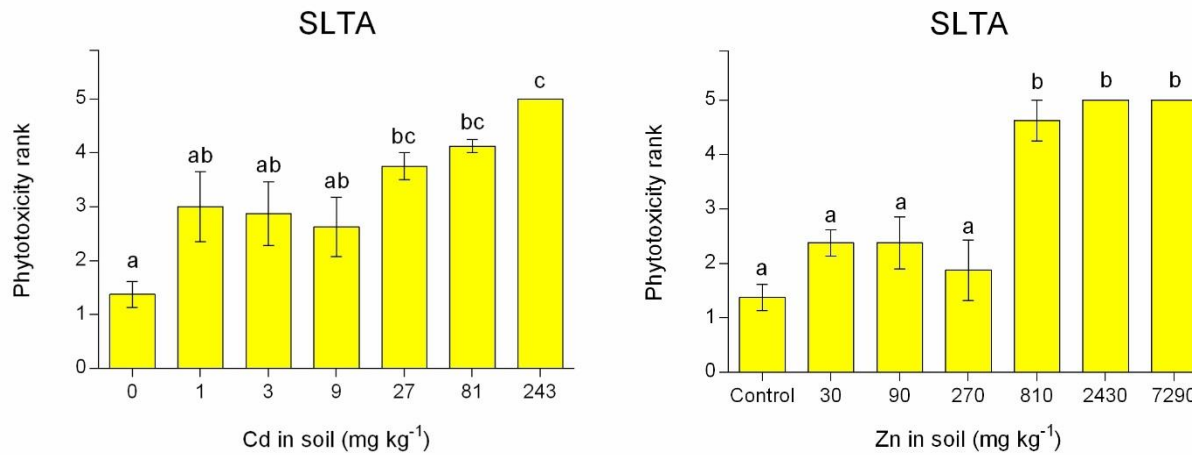 SLTA
Phytotoxicity rank
5
4
3
2
1
0
a
ab
ab
ab
bc
bc
c
0 1 3 9 27 81 243
Cd in soil (mg kg⁻¹)
SLTA
Phytotoxicity rank
5
4
3
2
1
0
a
a
a
a
b
b
b
Control 30 90 270 810 2430 7290
Zn in soil (mg kg⁻¹)